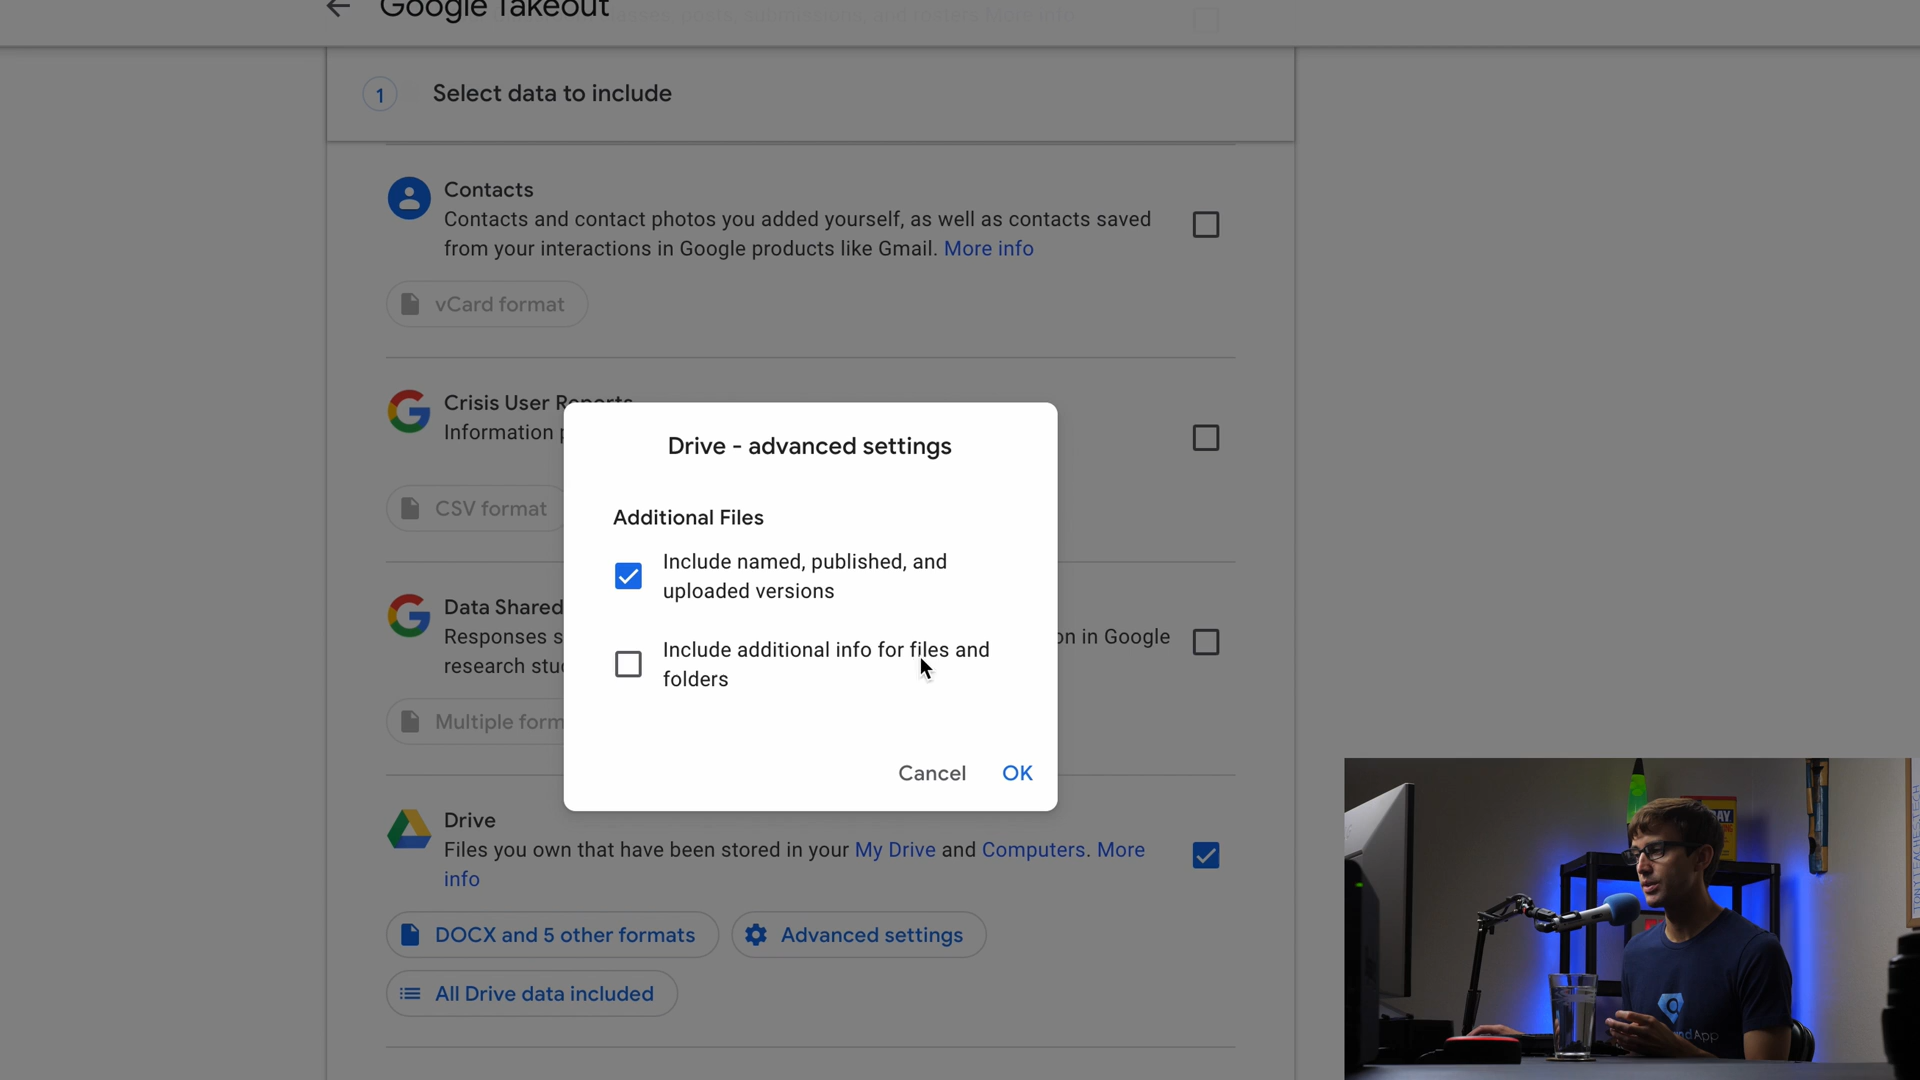 Google Takeout
1 Select data to include
Contacts
Contacts and contact photos you added yourself, as well as contacts saved
from your interactions in Google products like Gmail. More info
vCard format
Crisis User Reports
Information
CSV format
Drive - advanced settings
Additional Files
Include named, published, and
uploaded versions
Include additional info for files and
folders
Cancel OK
Data Shared
Responses on in Google
research
Multiple
Drive
Files you own that have been stored in your My Drive and Computers. More
info
DOCX and 5 other formats
Advanced settings
All Drive data included